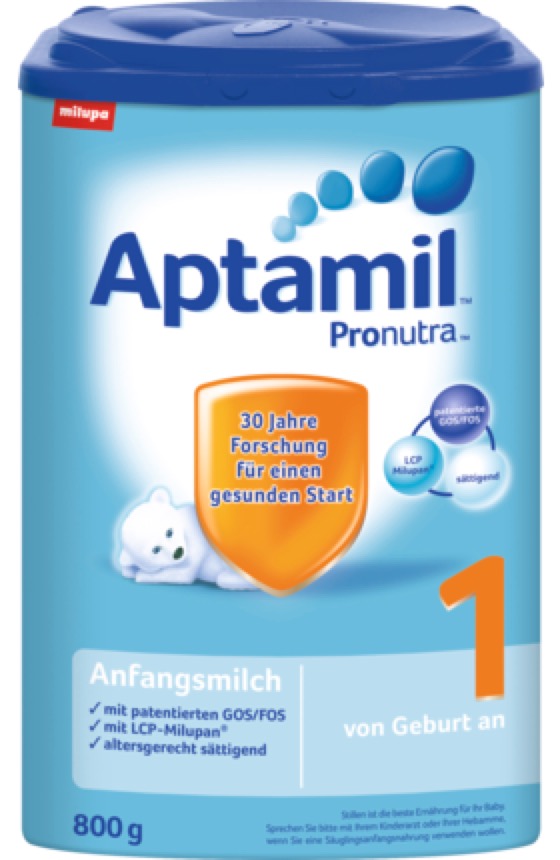 milupa
Aptamil™
Pronutra™
30 Jahre
Forschung
für einen
gesunden Start
patentierte
GOS/FOS
LCP
Milupan®
sättigend
1
Anfangsmilch
✓ mit patentierten GOS/FOS
✓ mit LCP-Milupan®
✓ altersgerecht sättigend
von Geburt an
800 g
Stillen ist die beste Ernährung für Ihr Baby.
Sprechen Sie bitte mit Ihrem Kinderarzt oder Ihrer Hebamme,
wenn Sie eine Säuglingsanfangsnahrung verwenden wollen.